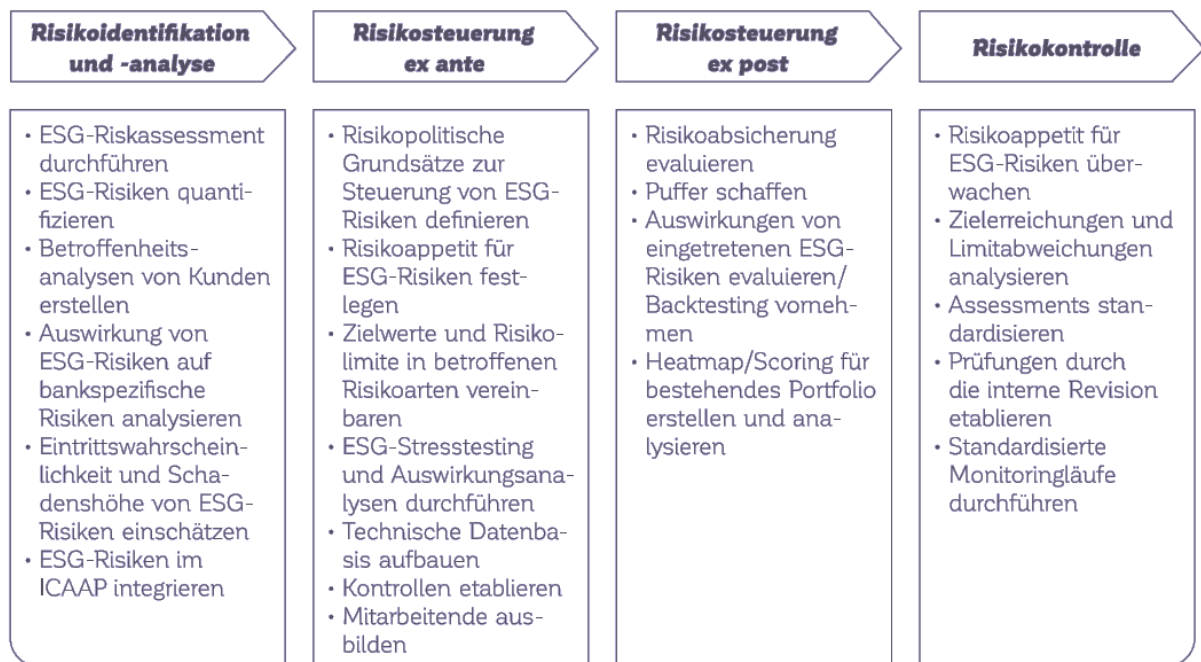 Risikoidentifikation
und -analyse
• ESG-Riskassessment
durchführen
• ESG-Risiken quanti-
fizieren
• Betroffenheits-
analysen von Kunden
erstellen
• Auswirkung von
ESG-Risiken auf
bankspezifische
Risiken analysieren
• Eintrittswahrschein-
lichkeit und Scha-
denshöhe von ESG-
Risiken einschätzen
• ESG-Risiken im
ICAAP integrieren
Risikosteuerung
ex ante
• Risikopolitische
Grundsätze zur
Steuerung von ESG-
Risiken definieren
• Risikoappetit für
ESG-Risiken fest-
legen
• Zielwerte und Risiko-
limite in betroffenen
Risikoarten verein-
baren
• ESG-Stresstesting
und Auswirkungsana-
lysen durchführen
• Technische Datenba-
sis aufbauen
• Kontrollen etablieren
• Mitarbeitende aus-
bilden
Risikosteuerung
ex post
• Risikoabsicherung
evaluieren
• Puffer schaffen
• Auswirkungen von
eingetretenen ESG-
Risiken evaluieren/
Backtesting vorneh-
men
• Heatmap/Scoring für
bestehendes Portfolio
erstellen und ana-
lysieren
Risikokontrolle
• Risikoappetit für
ESG-Risiken über-
wachen
• Zielerreichungen und
Limitabweichungen
analysieren
• Assessments stan-
dardisieren
• Prüfungen durch
die interne Revision
etablieren
• Standardisierte
Monitoringläufe
durchführen